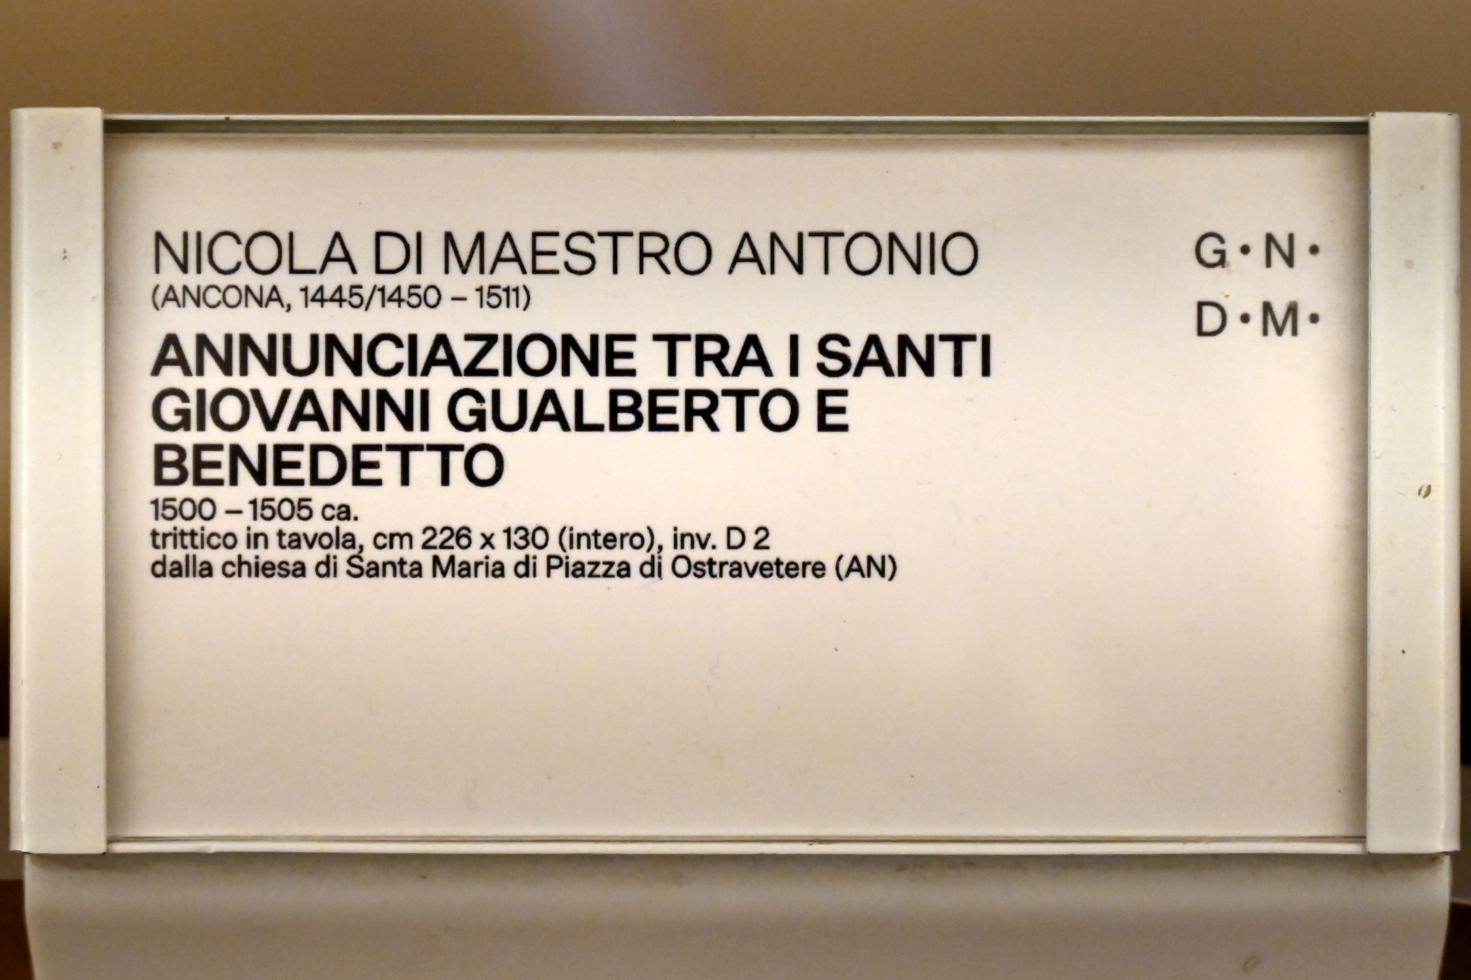 NICOLA DI MAESTRO ANTONIO
(ANCONA, 1445/1450 – 1511)
ANNUNCIAZIONE TRA I SANTI
GIOVANNI GUALBERTO E
BENEDETTO
1500 – 1505 ca.
trittico in tavola, cm 226 x 130 (intero), inv. D 2
dalla chiesa di Santa Maria di Piazza di Ostravetere (AN)
G·N·
D·M·